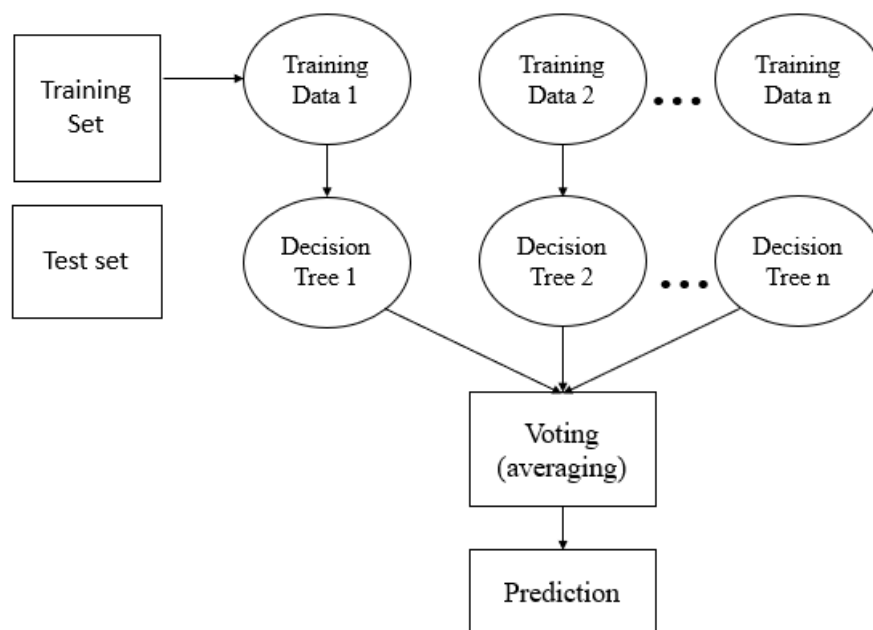 Training
Set
Training
Data 1
Training
Data 2
...
Training
Data n
Test set
Decision
Tree 1
Decision
Tree 2
...
Decision
Tree n
Voting
(averaging)
Prediction